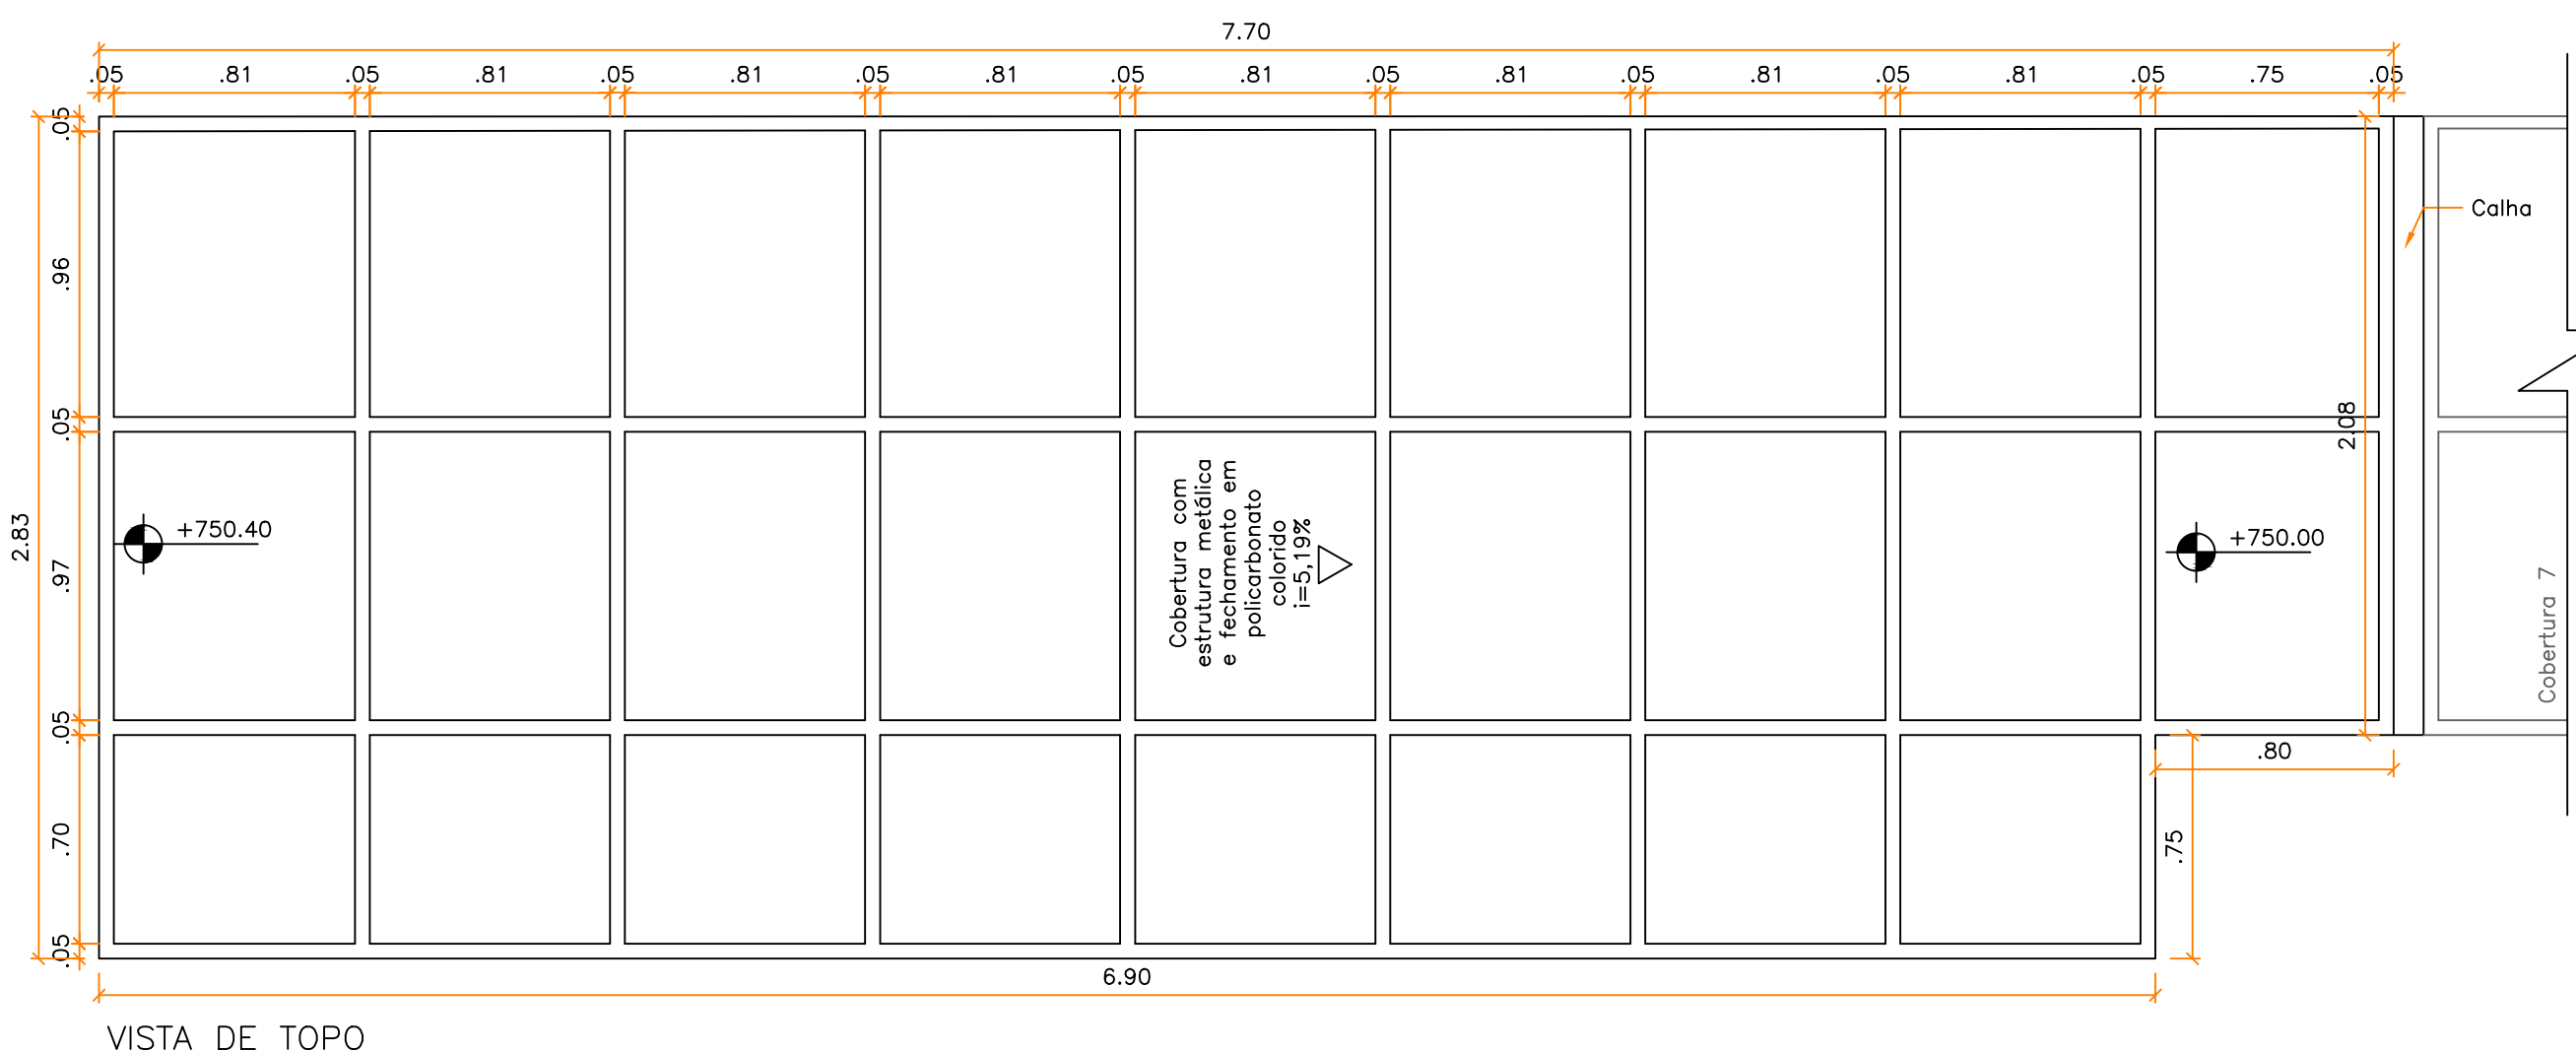 7.70
.05 .81 .05 .81 .05 .81 .05 .81 .05 .81 .05 .81 .05 .81 .05 .81 .05 .75 .05
.05
.96
.05
.97
.05
.70
.05
2.83
Calha
2.08
+750.40
Cobertura com
estrutura metálica
e fechamento em
policarbonato
colorido
i=5,19%
+750.00
Cobertura 7
.80
.75
6.90
VISTA DE TOPO